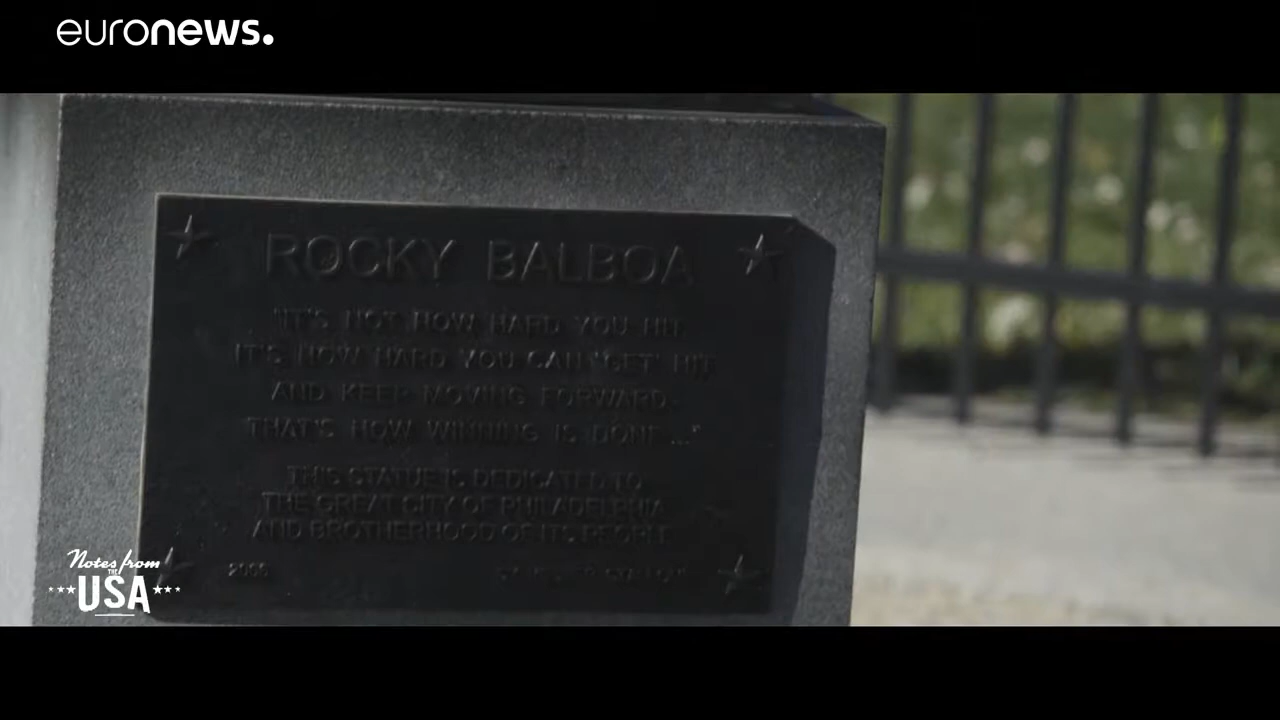 euronews.
ROCKY BALBOA
"IT'S NOT HOW HARD YOU HIT,
IT'S HOW HARD YOU CAN 'GET' HIT
AND KEEP MOVING FORWARD.
THAT'S HOW WINNING IS DONE..."
THIS STATUE IS DEDICATED TO
THE GREAT CITY OF PHILADELPHIA
AND BROTHERHOOD OF ITS PEOPLE
2006
Notes from
THE
USA